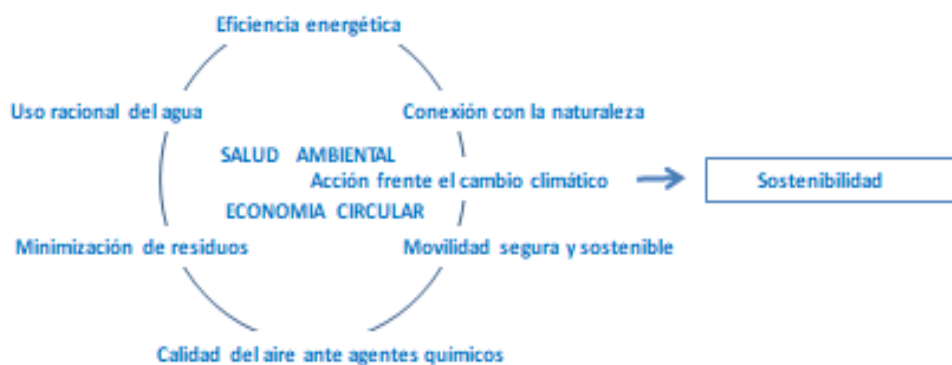 Eficiencia energética
Uso racional del agua
Conexión con la naturaleza
SALUD AMBIENTAL
Acción frente el cambio climático
Sostenibilidad
ECONOMIA CIRCULAR
Minimización de residuos
Movilidad segura y sostenible
Calidad del aire ante agentes químicos